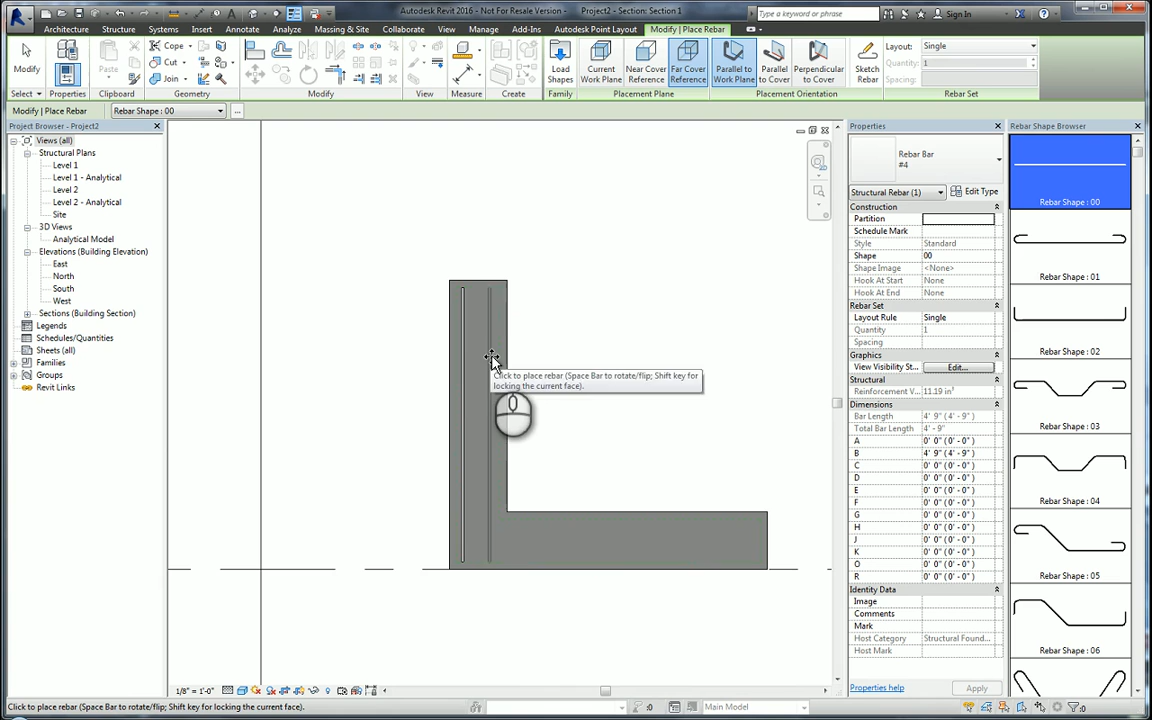 Autodesk Revit 2016 - Not For Resale Version - Project2 - Section: Section 1
Type a keyword or phrase
Sign In
Architecture Structure Systems Insert Annotate Analyze Massing & Site Collaborate View Manage Add-Ins Autodesk Point Layout Modify | Place Rebar
Modify
Paste
Cope
Cut
Join
Load Shapes
Current Work Plane
Near Cover Reference
Far Cover Reference
Parallel to Work Plane
Parallel to Cover
Perpendicular to Cover
Sketch Rebar
Layout: Single
Quantity: 1
Spacing:
Select Properties Clipboard Geometry Modify View Measure Create Family Placement Plane Placement Orientation Rebar Set
Modify | Place Rebar
Rebar Shape : 00
...
Project Browser - Project2
Views (all)
Structural Plans
Level 1
Level 1 - Analytical
Level 2
Level 2 - Analytical
Site
3D Views
Analytical Model
Elevations (Building Elevation)
East
North
South
West
Sections (Building Section)
Legends
Schedules/Quantities
Sheets (all)
Families
Groups
Revit Links
Click to place rebar (Space Bar to rotate/flip; Shift key for
locking the current face).
Properties
Rebar Bar
#4
Structural Rebar (1)
Edit Type
Construction
Partition
Schedule Mark
Style Standard
Shape 00
Shape Image <None>
Hook At Start None
Hook At End None
Rebar Set
Layout Rule Single
Quantity 1
Spacing
Graphics
View Visibility St... Edit...
Structural
Reinforcement V... 11.19 in³
Dimensions
Bar Length 4' 9" (4' - 9")
Total Bar Length 4' - 9"
A 0' 0" (0' - 0")
B 4' 9" (4' - 9")
C 0' 0" (0' - 0")
D 0' 0" (0' - 0")
E 0' 0" (0' - 0")
F 0' 0" (0' - 0")
G 0' 0" (0' - 0")
H 0' 0" (0' - 0")
J 0' 0" (0' - 0")
K 0' 0" (0' - 0")
O 0' 0" (0' - 0")
R 0' 0" (0' - 0")
Identity Data
Image
Comments
Mark
Host Category Structural Found...
Host Mark
Properties help
Apply
Rebar Shape Browser
Rebar Shape : 00
Rebar Shape : 01
Rebar Shape : 02
Rebar Shape : 03
Rebar Shape : 04
Rebar Shape : 05
Rebar Shape : 06
1/8" = 1'-0"
Click to place rebar (Space Bar to rotate/flip; Shift key for locking the current face).
:0
Main Model
:0